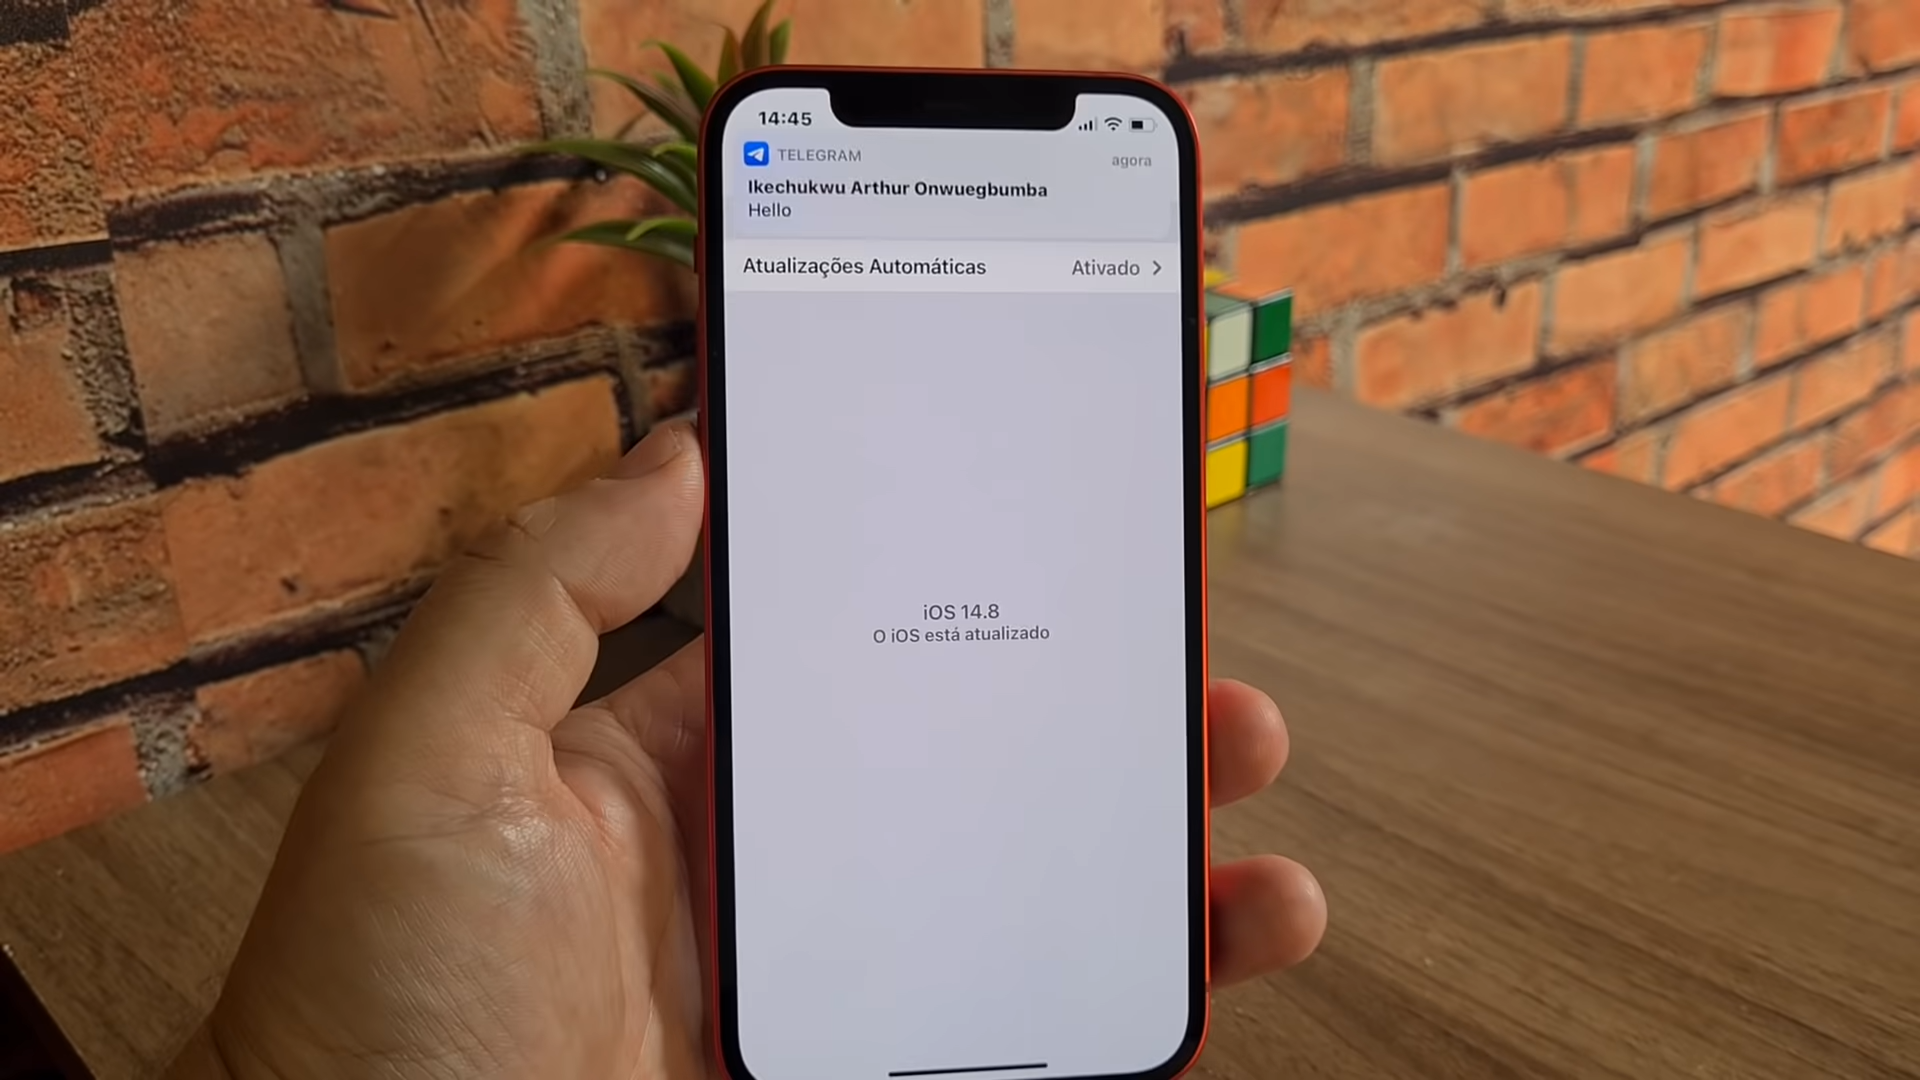 14:45
TELEGRAM
agora
Ikechukwu Arthur Onwuegbumba
Hello
Atualizações Automáticas
Ativado
iOS 14.8
O iOS está atualizado